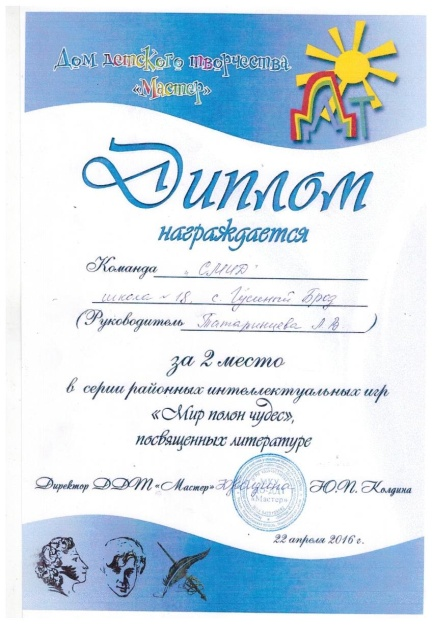 Дом детского творчества
«Мастер»
ДДТ
Диплом
награждается
Команда „СМИД"
школа № 18 с. Гусиный Брод
(Руководитель Татаринцева Л В)
за 2 место
в серии районных интеллектуальных игр
«Мир полон чудес»,
посвященных литературе
Директор ДДТ «Мастер» Ю.П. Колдина
«Мастер»
22 апреля 2016 г.